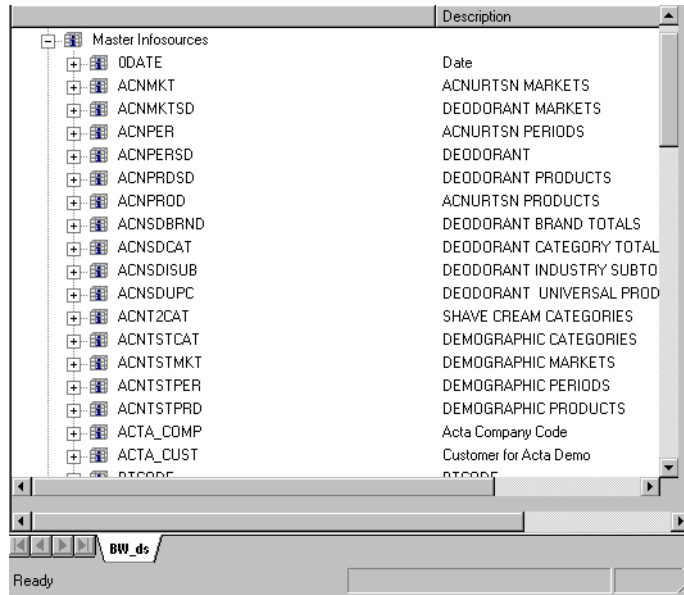 Description
Master Infosources
0DATE Date
ACNMKT ACNURTSN MARKETS
ACNMKTSD DEODORANT MARKETS
ACNPER ACNURTSN PERIODS
ACNPERSD DEODORANT
ACNPRDSD DEODORANT PRODUCTS
ACNPROD ACNURTSN PRODUCTS
ACNSDBRND DEODORANT BRAND TOTALS
ACNSDCAT DEODORANT CATEGORY TOTAL
ACNSDISUB DEODORANT INDUSTRY SUBTO
ACNSDUPC DEODORANT UNIVERSAL PROD
ACNT2CAT SHAVE CREAM CATEGORIES
ACNTSTCAT DEMOGRAPHIC CATEGORIES
ACNTSTMKT DEMOGRAPHIC MARKETS
ACNTSTPER DEMOGRAPHIC PERIODS
ACNTSTPRD DEMOGRAPHIC PRODUCTS
ACTA_COMP Acta Company Code
ACTA_CUST Customer for Acta Demo
BW_ds
Ready